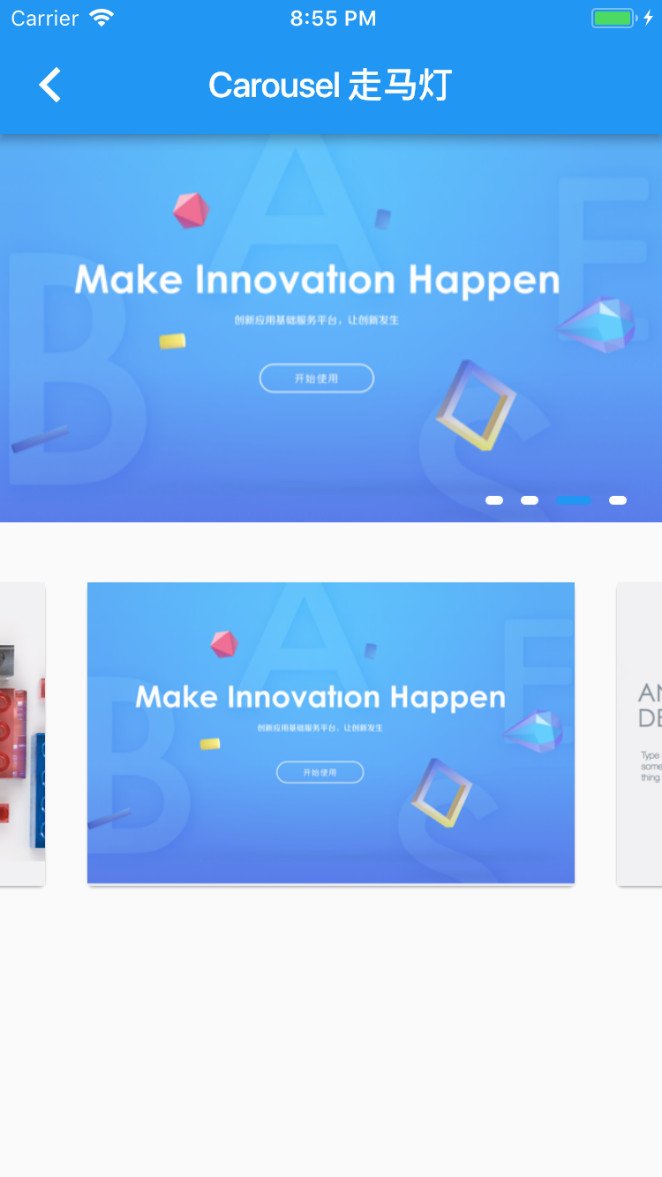 Carrier 8:55 PM
Carousel 走马灯
Make Innovation Happen
创新应用基础服务平台，让创新发生
开始使用
Make Innovation Happen
创新应用基础服务平台，让创新发生
开始使用
AN
DE
Type
some
thing